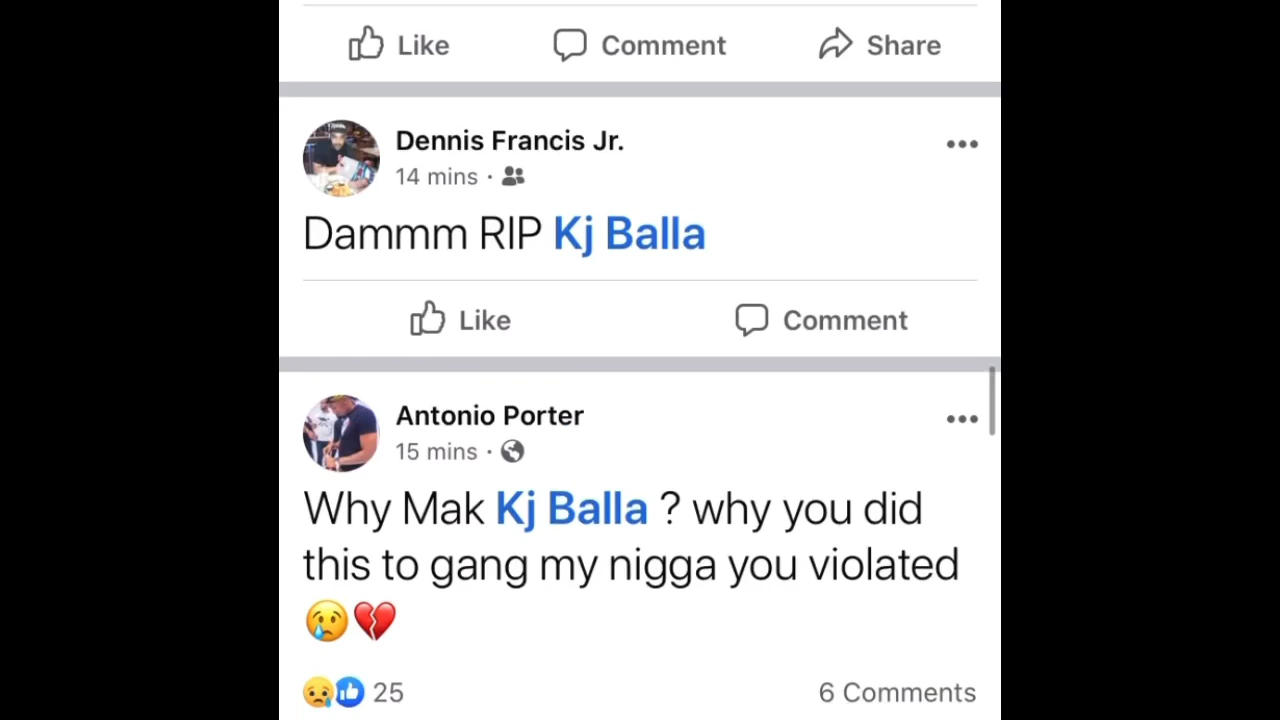 Like Comment Share
Dennis Francis Jr.
14 mins ·
Dammm RIP Kj Balla
Like Comment
Antonio Porter
15 mins ·
Why Mak Kj Balla ? why you did
this to gang my nigga you violated
25 6 Comments